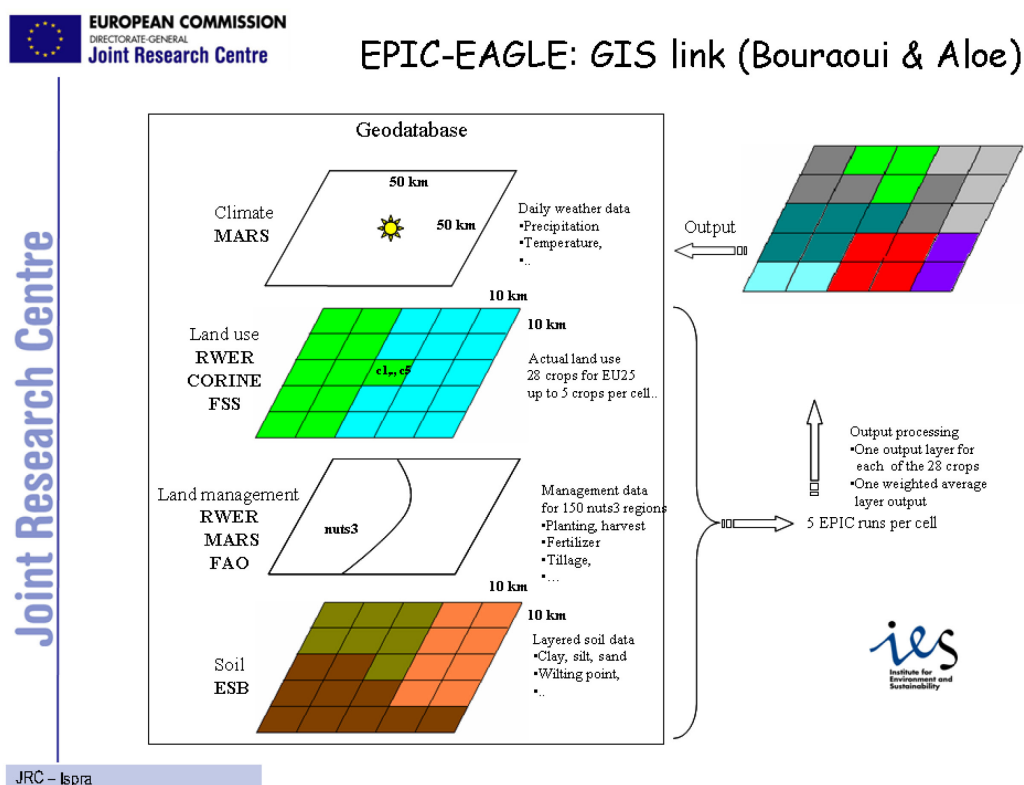 EUROPEAN COMMISSION
DIRECTORATE-GENERAL
Joint Research Centre
EPIC-EAGLE: GIS link (Bouraoui & Aloe)
Joint Research Centre
Geodatabase
Climate
MARS
50 km
50 km
Daily weather data
•Precipitation
•Temperature,
•..
Output
Land use
RWER
CORINE
FSS
10 km
10 km
c1,.,c5
Actual land use
28 crops for EU25
up to 5 crops per cell..
Land management
RWER
MARS
FAO
nuts3
Management data
for 150 nuts3 regions
•Planting, harvest
•Fertilizer
•Tillage,
•...
Soil
ESB
10 km
10 km
Layered soil data
•Clay, silt, sand
•Wilting point,
•..
Output processing
•One output layer for
each of the 28 crops
•One weighted average
layer output
5 EPIC runs per cell
ies
Institute for
Environment and
Sustainability
JRC – Ispra